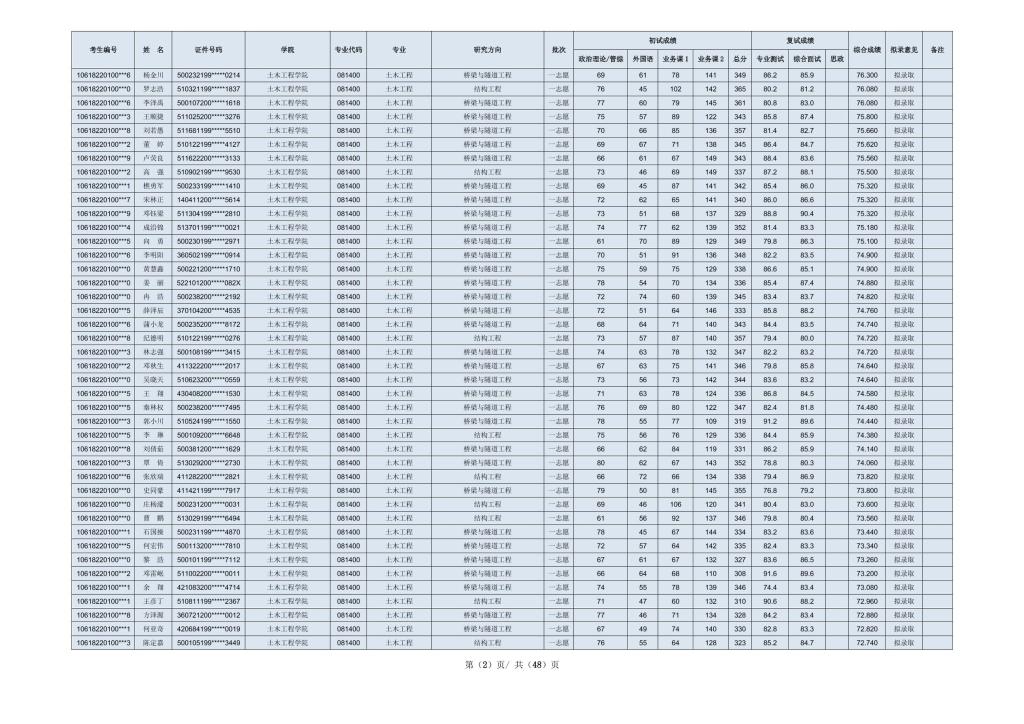 考生编号 姓 名 证件号码 学院 专业代码 专业 研究方向 批次 初试成绩 复试成绩 综合成绩 拟录意见 备注
政治理论/管综 外国语 业务课1 业务课2 总分 专业测试 综合面试 思政
10618220100***6 杨金川 500232199*****0214 土木工程学院 081400 土木工程 桥梁与隧道工程 一志愿 69 61 78 141 349 86.2 85.9 76.300 拟录取
10618220100***0 罗志浩 510321199*****1837 土木工程学院 081400 土木工程 结构工程 一志愿 76 45 102 142 365 80.2 81.2 76.080 拟录取
10618220100***6 李泽禹 500107200*****1618 土木工程学院 081400 土木工程 桥梁与隧道工程 一志愿 77 60 79 145 361 80.8 83.0 76.080 拟录取
10618220100***3 王顺捷 511025200*****3276 土木工程学院 081400 土木工程 桥梁与隧道工程 一志愿 75 57 89 122 343 85.8 87.4 75.800 拟录取
10618220100***8 刘若愚 511681199*****5510 土木工程学院 081400 土木工程 桥梁与隧道工程 一志愿 70 66 85 136 357 81.4 82.7 75.660 拟录取
10618220100***2 董 婷 510122199*****4127 土木工程学院 081400 土木工程 桥梁与隧道工程 一志愿 69 67 71 138 345 86.4 84.7 75.620 拟录取
10618220100***9 卢荧良 511622200*****3133 土木工程学院 081400 土木工程 桥梁与隧道工程 一志愿 66 61 67 149 343 88.4 83.6 75.560 拟录取
10618220100***2 高 强 510902199*****9530 土木工程学院 081400 土木工程 结构工程 一志愿 73 46 69 149 337 87.2 88.1 75.500 拟录取
10618220100***1 樵勇军 500233199*****1410 土木工程学院 081400 土木工程 桥梁与隧道工程 一志愿 69 45 87 141 342 85.4 86.0 75.320 拟录取
10618220100***7 宋林正 140411200*****5614 土木工程学院 081400 土木工程 桥梁与隧道工程 一志愿 72 62 65 141 340 86.0 86.6 75.320 拟录取
10618220100***9 邓钰梁 511304199*****2810 土木工程学院 081400 土木工程 桥梁与隧道工程 一志愿 73 51 68 137 329 88.8 90.4 75.320 拟录取
10618220100***4 成沿锦 513701199*****0021 土木工程学院 081400 土木工程 桥梁与隧道工程 一志愿 74 77 62 139 352 81.4 83.3 75.180 拟录取
10618220100***5 向 勇 500230199*****2971 土木工程学院 081400 土木工程 桥梁与隧道工程 一志愿 61 70 89 129 349 79.8 86.3 75.100 拟录取
10618220100***6 李明阳 360502199*****0914 土木工程学院 081400 土木工程 桥梁与隧道工程 一志愿 70 51 91 136 348 82.2 83.5 74.900 拟录取
10618220100***0 黄慧鑫 500221200*****1710 土木工程学院 081400 土木工程 桥梁与隧道工程 一志愿 75 59 75 129 338 86.6 85.1 74.900 拟录取
10618220100***0 姜 丽 522101200*****082X 土木工程学院 081400 土木工程 桥梁与隧道工程 一志愿 78 54 70 134 336 85.4 87.4 74.880 拟录取
10618220100***0 冉 浩 500238200*****2192 土木工程学院 081400 土木工程 桥梁与隧道工程 一志愿 72 74 60 139 345 83.4 83.7 74.820 拟录取
10618220100***5 薛泽辰 370104200*****4535 土木工程学院 081400 土木工程 桥梁与隧道工程 一志愿 72 51 64 146 333 85.8 88.2 74.760 拟录取
10618220100***6 蒲小龙 500235200*****8172 土木工程学院 081400 土木工程 桥梁与隧道工程 一志愿 68 64 71 140 343 84.4 83.5 74.740 拟录取
10618220100***8 纪德明 510122199*****0276 土木工程学院 081400 土木工程 结构工程 一志愿 73 57 87 140 357 79.4 80.0 74.720 拟录取
10618220100***3 林志强 500108199*****3415 土木工程学院 081400 土木工程 桥梁与隧道工程 一志愿 74 63 78 132 347 82.2 83.2 74.720 拟录取
10618220100***2 邓秋生 411322200*****2017 土木工程学院 081400 土木工程 桥梁与隧道工程 一志愿 67 63 75 141 346 79.8 85.8 74.640 拟录取
10618220100***0 吴晓天 510623200*****0559 土木工程学院 081400 土木工程 桥梁与隧道工程 一志愿 73 56 73 142 344 83.6 83.2 74.640 拟录取
10618220100***5 王 翔 430408200*****1530 土木工程学院 081400 土木工程 桥梁与隧道工程 一志愿 71 63 78 124 336 86.8 84.5 74.580 拟录取
10618220100***5 秦林权 500238200*****7495 土木工程学院 081400 土木工程 桥梁与隧道工程 一志愿 76 69 80 122 347 82.4 81.8 74.480 拟录取
10618220100***3 郭小川 510524199*****1550 土木工程学院 081400 土木工程 桥梁与隧道工程 一志愿 78 55 77 109 319 91.2 89.6 74.440 拟录取
10618220100***5 李 琳 500109200*****6648 土木工程学院 081400 土木工程 结构工程 一志愿 75 56 76 129 336 84.4 85.9 74.380 拟录取
10618220100***8 刘倩茹 500381200*****1629 土木工程学院 081400 土木工程 桥梁与隧道工程 一志愿 66 62 84 119 331 86.2 85.9 74.140 拟录取
10618220100***3 覃 倚 513029200*****2730 土木工程学院 081400 土木工程 桥梁与隧道工程 一志愿 80 62 67 143 352 78.8 80.3 74.060 拟录取
10618220100***6 张欣瑞 411282200*****2821 土木工程学院 081400 土木工程 结构工程 一志愿 66 72 66 134 338 79.4 86.9 73.820 拟录取
10618220100***0 史同豪 411421199*****7917 土木工程学院 081400 土木工程 桥梁与隧道工程 一志愿 79 50 81 145 355 76.8 79.2 73.800 拟录取
10618220100***0 庄杨濯 500231200*****0031 土木工程学院 081400 土木工程 结构工程 一志愿 69 46 106 120 341 80.4 83.0 73.600 拟录取
10618220100***0 曹 鹏 513029199*****6494 土木工程学院 081400 土木工程 结构工程 一志愿 61 56 92 137 346 79.8 80.4 73.560 拟录取
10618220100***1 石国操 500231199*****4870 土木工程学院 081400 土木工程 桥梁与隧道工程 一志愿 78 45 67 144 334 83.2 83.6 73.440 拟录取
10618220100***5 何宏伟 500113200*****7810 土木工程学院 081400 土木工程 桥梁与隧道工程 一志愿 72 57 64 142 335 82.4 83.3 73.340 拟录取
10618220100***0 黎 浩 500101199*****7112 土木工程学院 081400 土木工程 桥梁与隧道工程 一志愿 67 61 67 132 327 83.6 86.5 73.260 拟录取
10618220100***2 邓雷岷 511002200*****0011 土木工程学院 081400 土木工程 桥梁与隧道工程 一志愿 66 64 68 110 308 91.6 89.6 73.200 拟录取
10618220100***1 余 翔 421083200*****4714 土木工程学院 081400 土木工程 桥梁与隧道工程 一志愿 74 55 78 139 346 74.4 83.4 73.080 拟录取
10618220100***1 王彦丁 510811199*****2367 土木工程学院 081400 土木工程 结构工程 一志愿 71 47 60 132 310 90.6 88.2 72.960 拟录取
10618220100***8 方泽源 360721200*****0012 土木工程学院 081400 土木工程 桥梁与隧道工程 一志愿 77 46 71 134 328 84.2 83.4 72.880 拟录取
10618220100***1 何亚奇 420684199*****0019 土木工程学院 081400 土木工程 桥梁与隧道工程 一志愿 67 49 74 140 330 82.8 83.3 72.820 拟录取
10618220100***3 陈定嘉 500105199*****3449 土木工程学院 081400 土木工程 结构工程 一志愿 76 55 64 128 323 85.2 84.7 72.740 拟录取
第（2）页/ 共（48）页